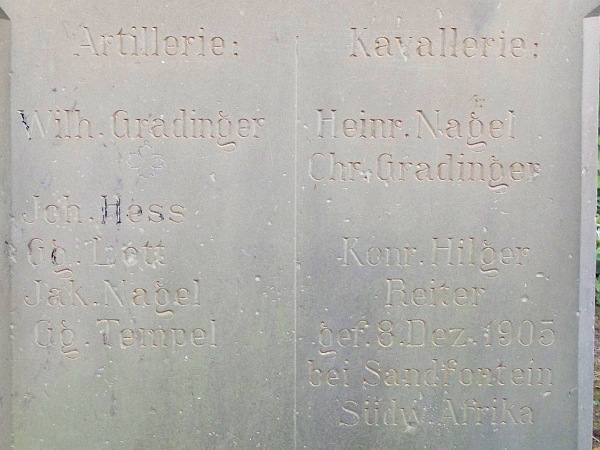 Artillerie:
Wilh. Gradinger
Joh. Hess
Gg. Lott
Jak. Nagel
Gg. Tempel
Kavallerie:
Heinr. Nagel
Chr. Gradinger
Konr. Hilger
Reiter
gef. 8. Dez. 1905
bei Sandfontein
Südw. Afrika